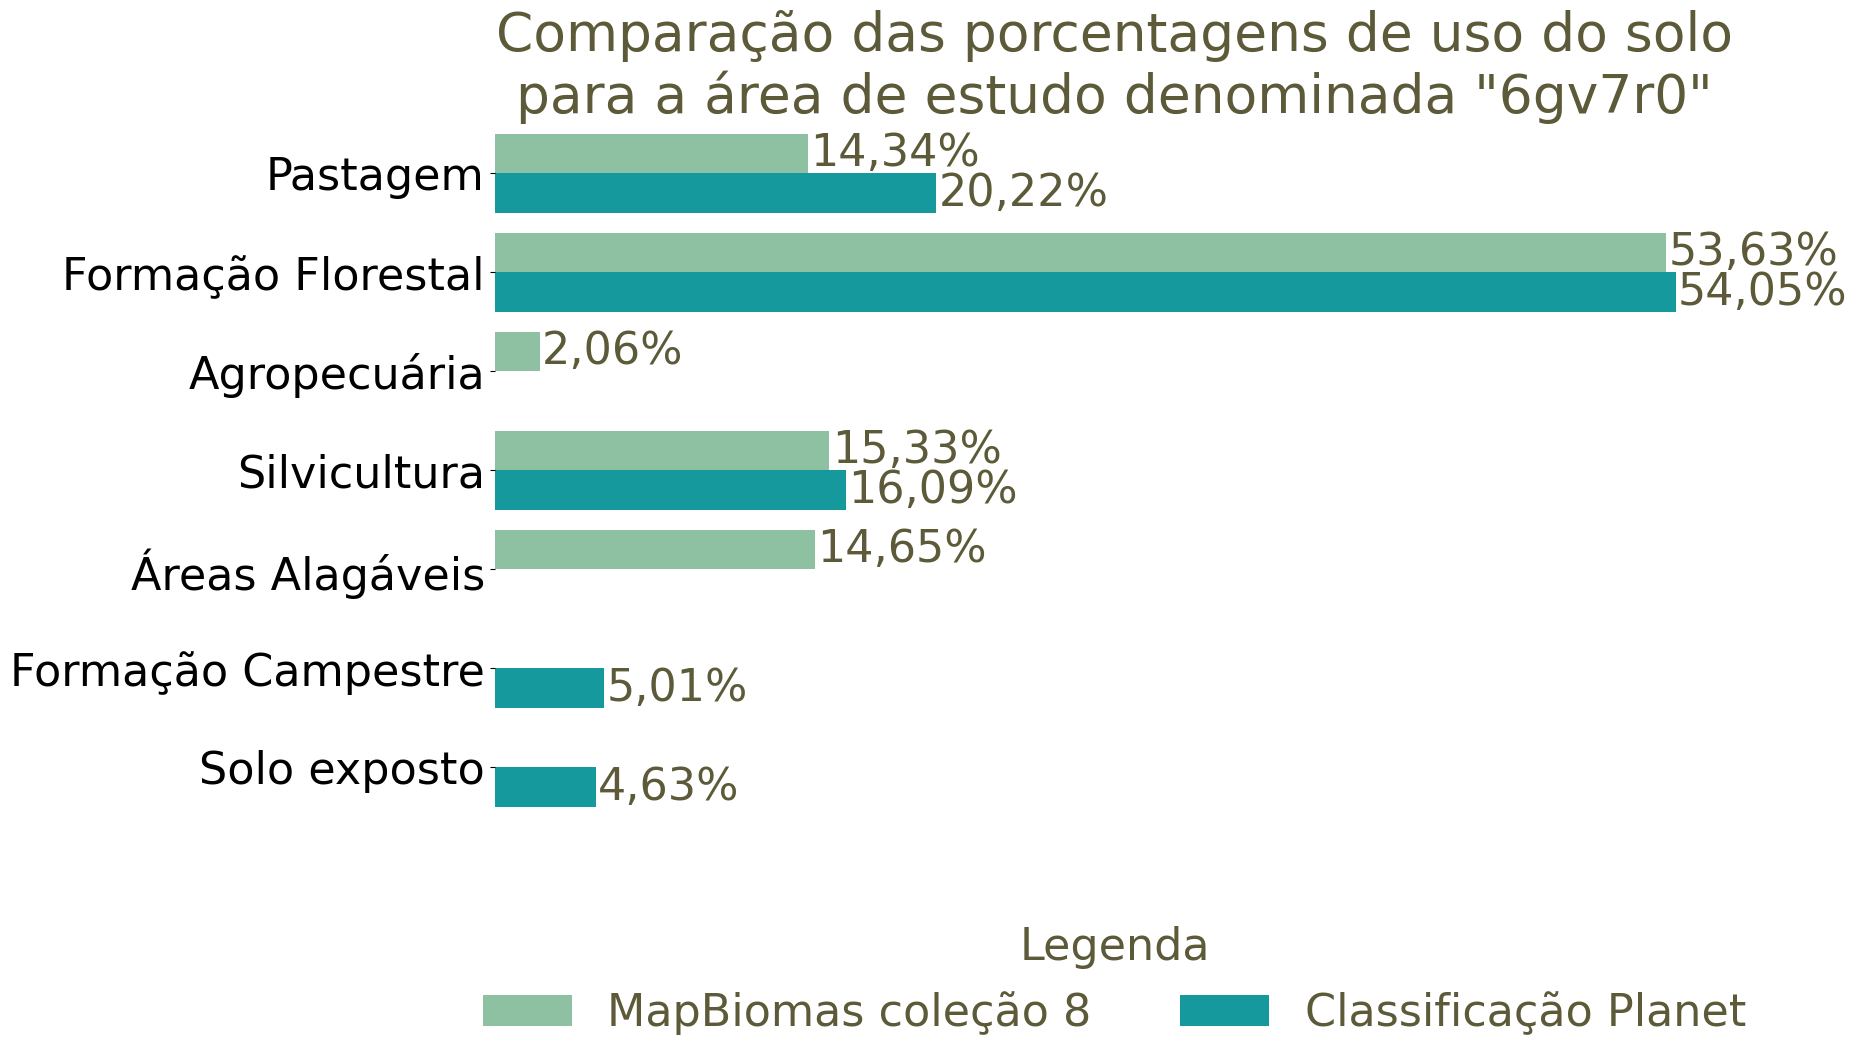 Comparação das porcentagens de uso do solo
para a área de estudo denominada "6gv7r0"
Pastagem
14,34%
20,22%
Formação Florestal
53,63%
54,05%
Agropecuária
2,06%
Silvicultura
15,33%
16,09%
Áreas Alagáveis
14,65%
Formação Campestre
5,01%
Solo exposto
4,63%
Legenda
MapBiomas coleção 8
Classificação Planet